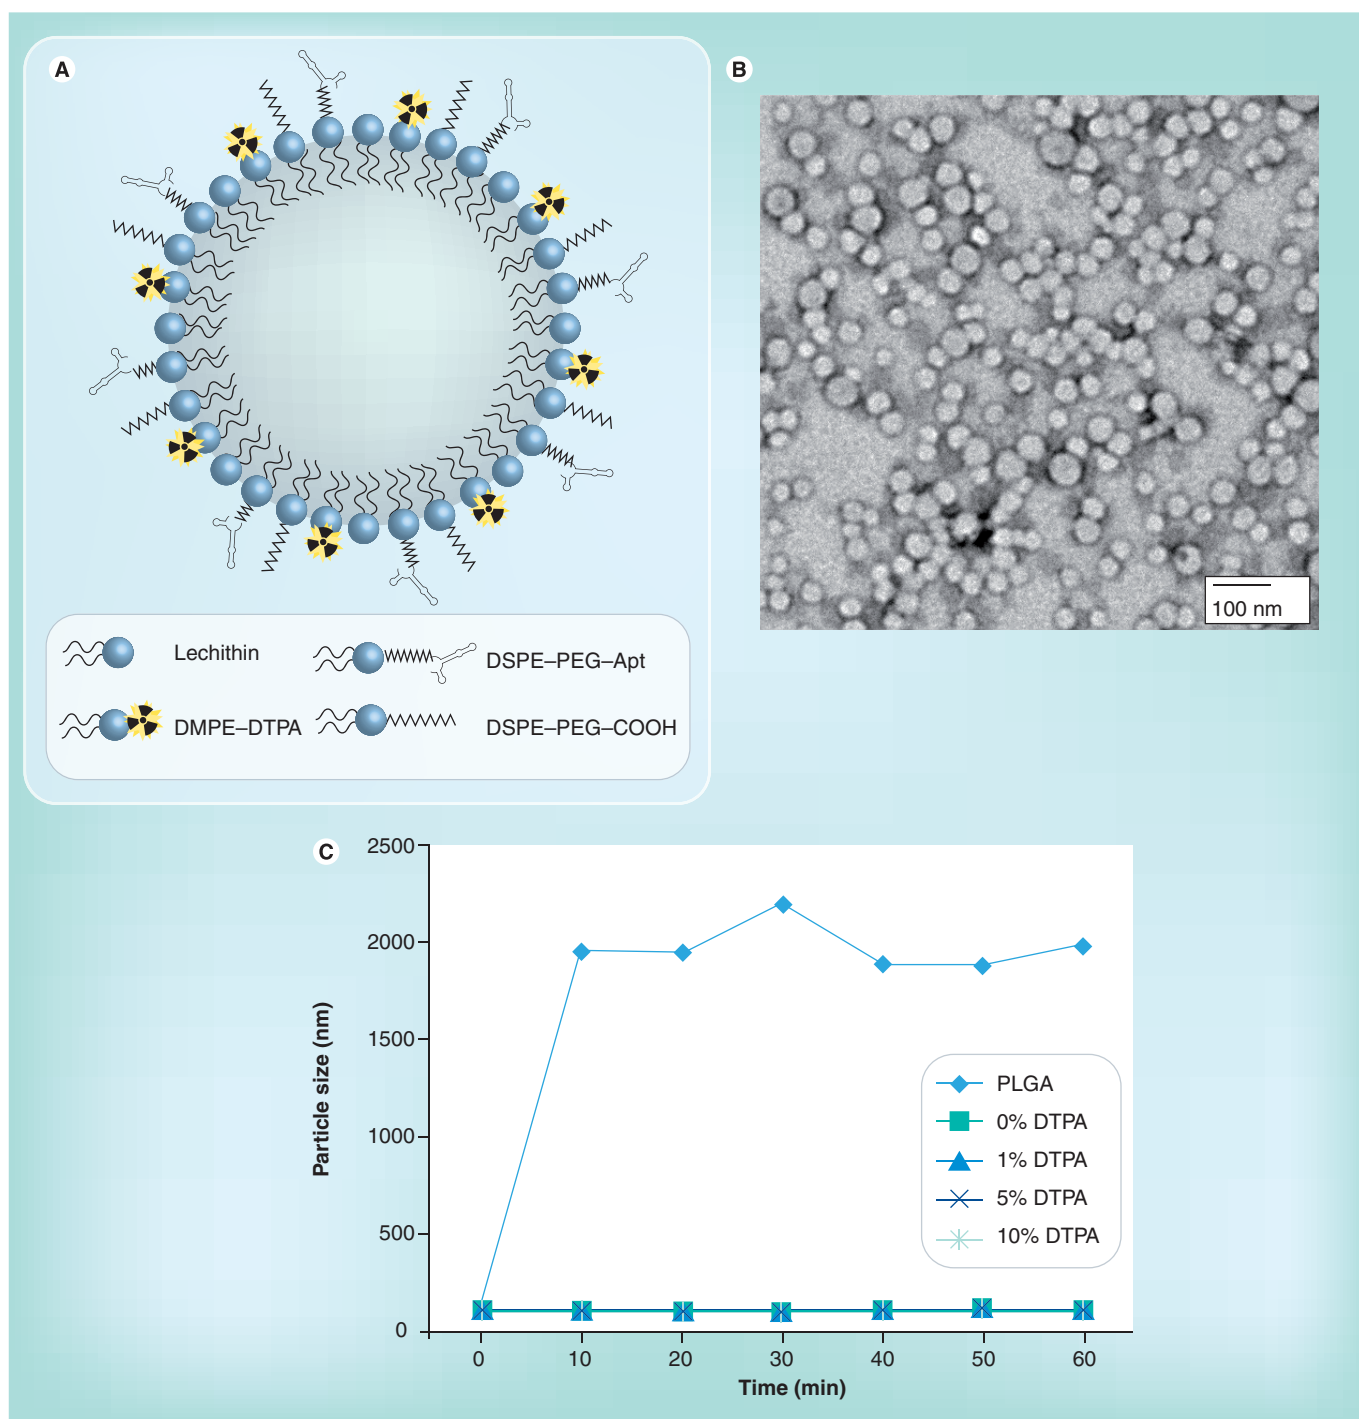 A
Lechithin
DSPE–PEG–Apt
DMPE–DTPA
DSPE–PEG–COOH
B
100 nm
C
2500
2000
1500
1000
500
0
Particle size (nm)
0 10 20 30 40 50 60
Time (min)
PLGA
0% DTPA
1% DTPA
5% DTPA
10% DTPA